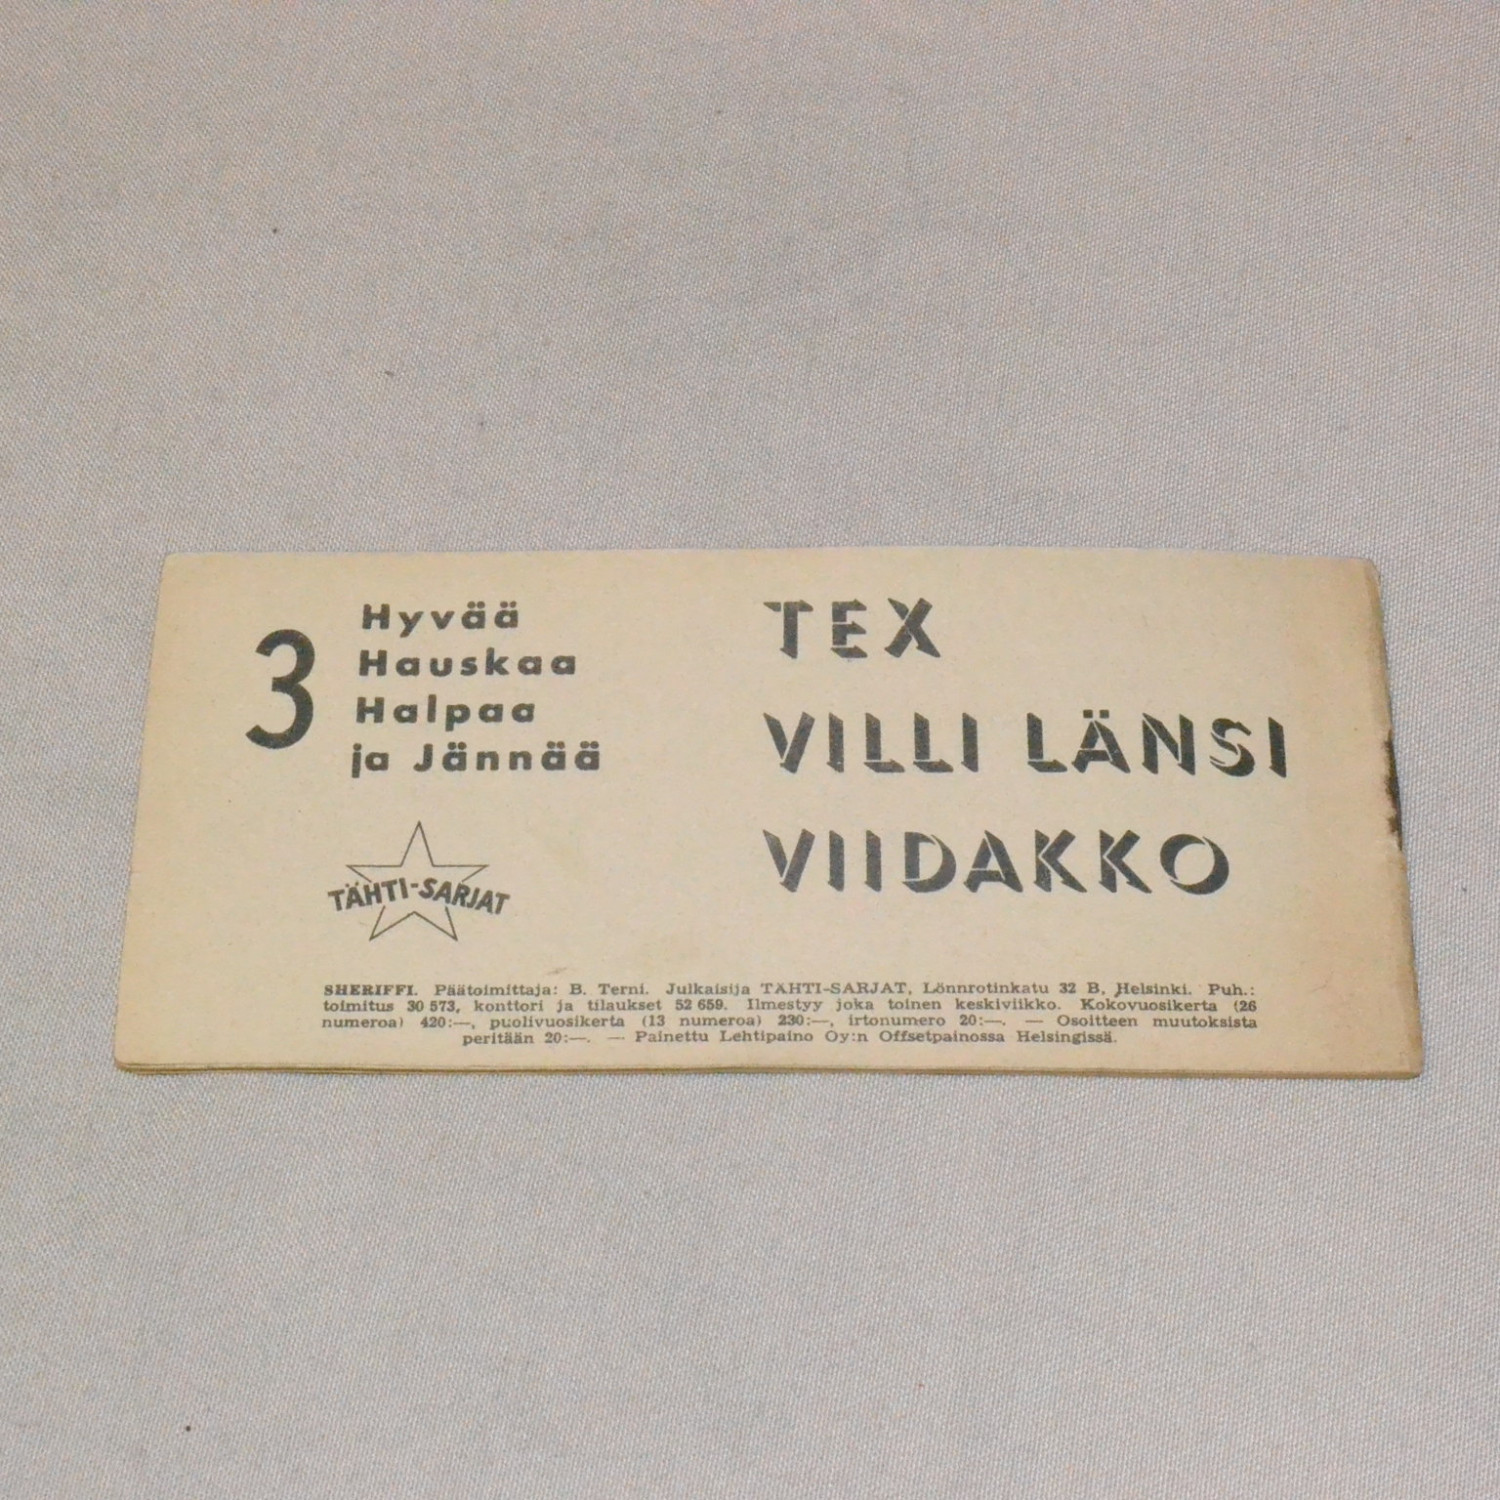 3
Hyvää
Hauskaa
Halpaa
ja Jännää
TÄHTI-SARJAT
TEX
VILLI LÄNSI
VIIDAKKO
SHERIFFI. Päätoimittaja: B. Terni. Julkaisija TÄHTI-SARJAT, Lönnrotinkatu 32 B, Helsinki. Puh.:
toimitus 30 573, konttori ja tilaukset 52 659. Ilmestyy joka toinen keskiviikko. Kokovuosikerta (26
numeroa) 420:—, puolivuosikerta (13 numeroa) 230:—, irtonumero 20:—. — Osoitteen muutoksista
peritään 20:—. — Painettu Lehtipaino Oy:n Offsetpainossa Helsingissä.